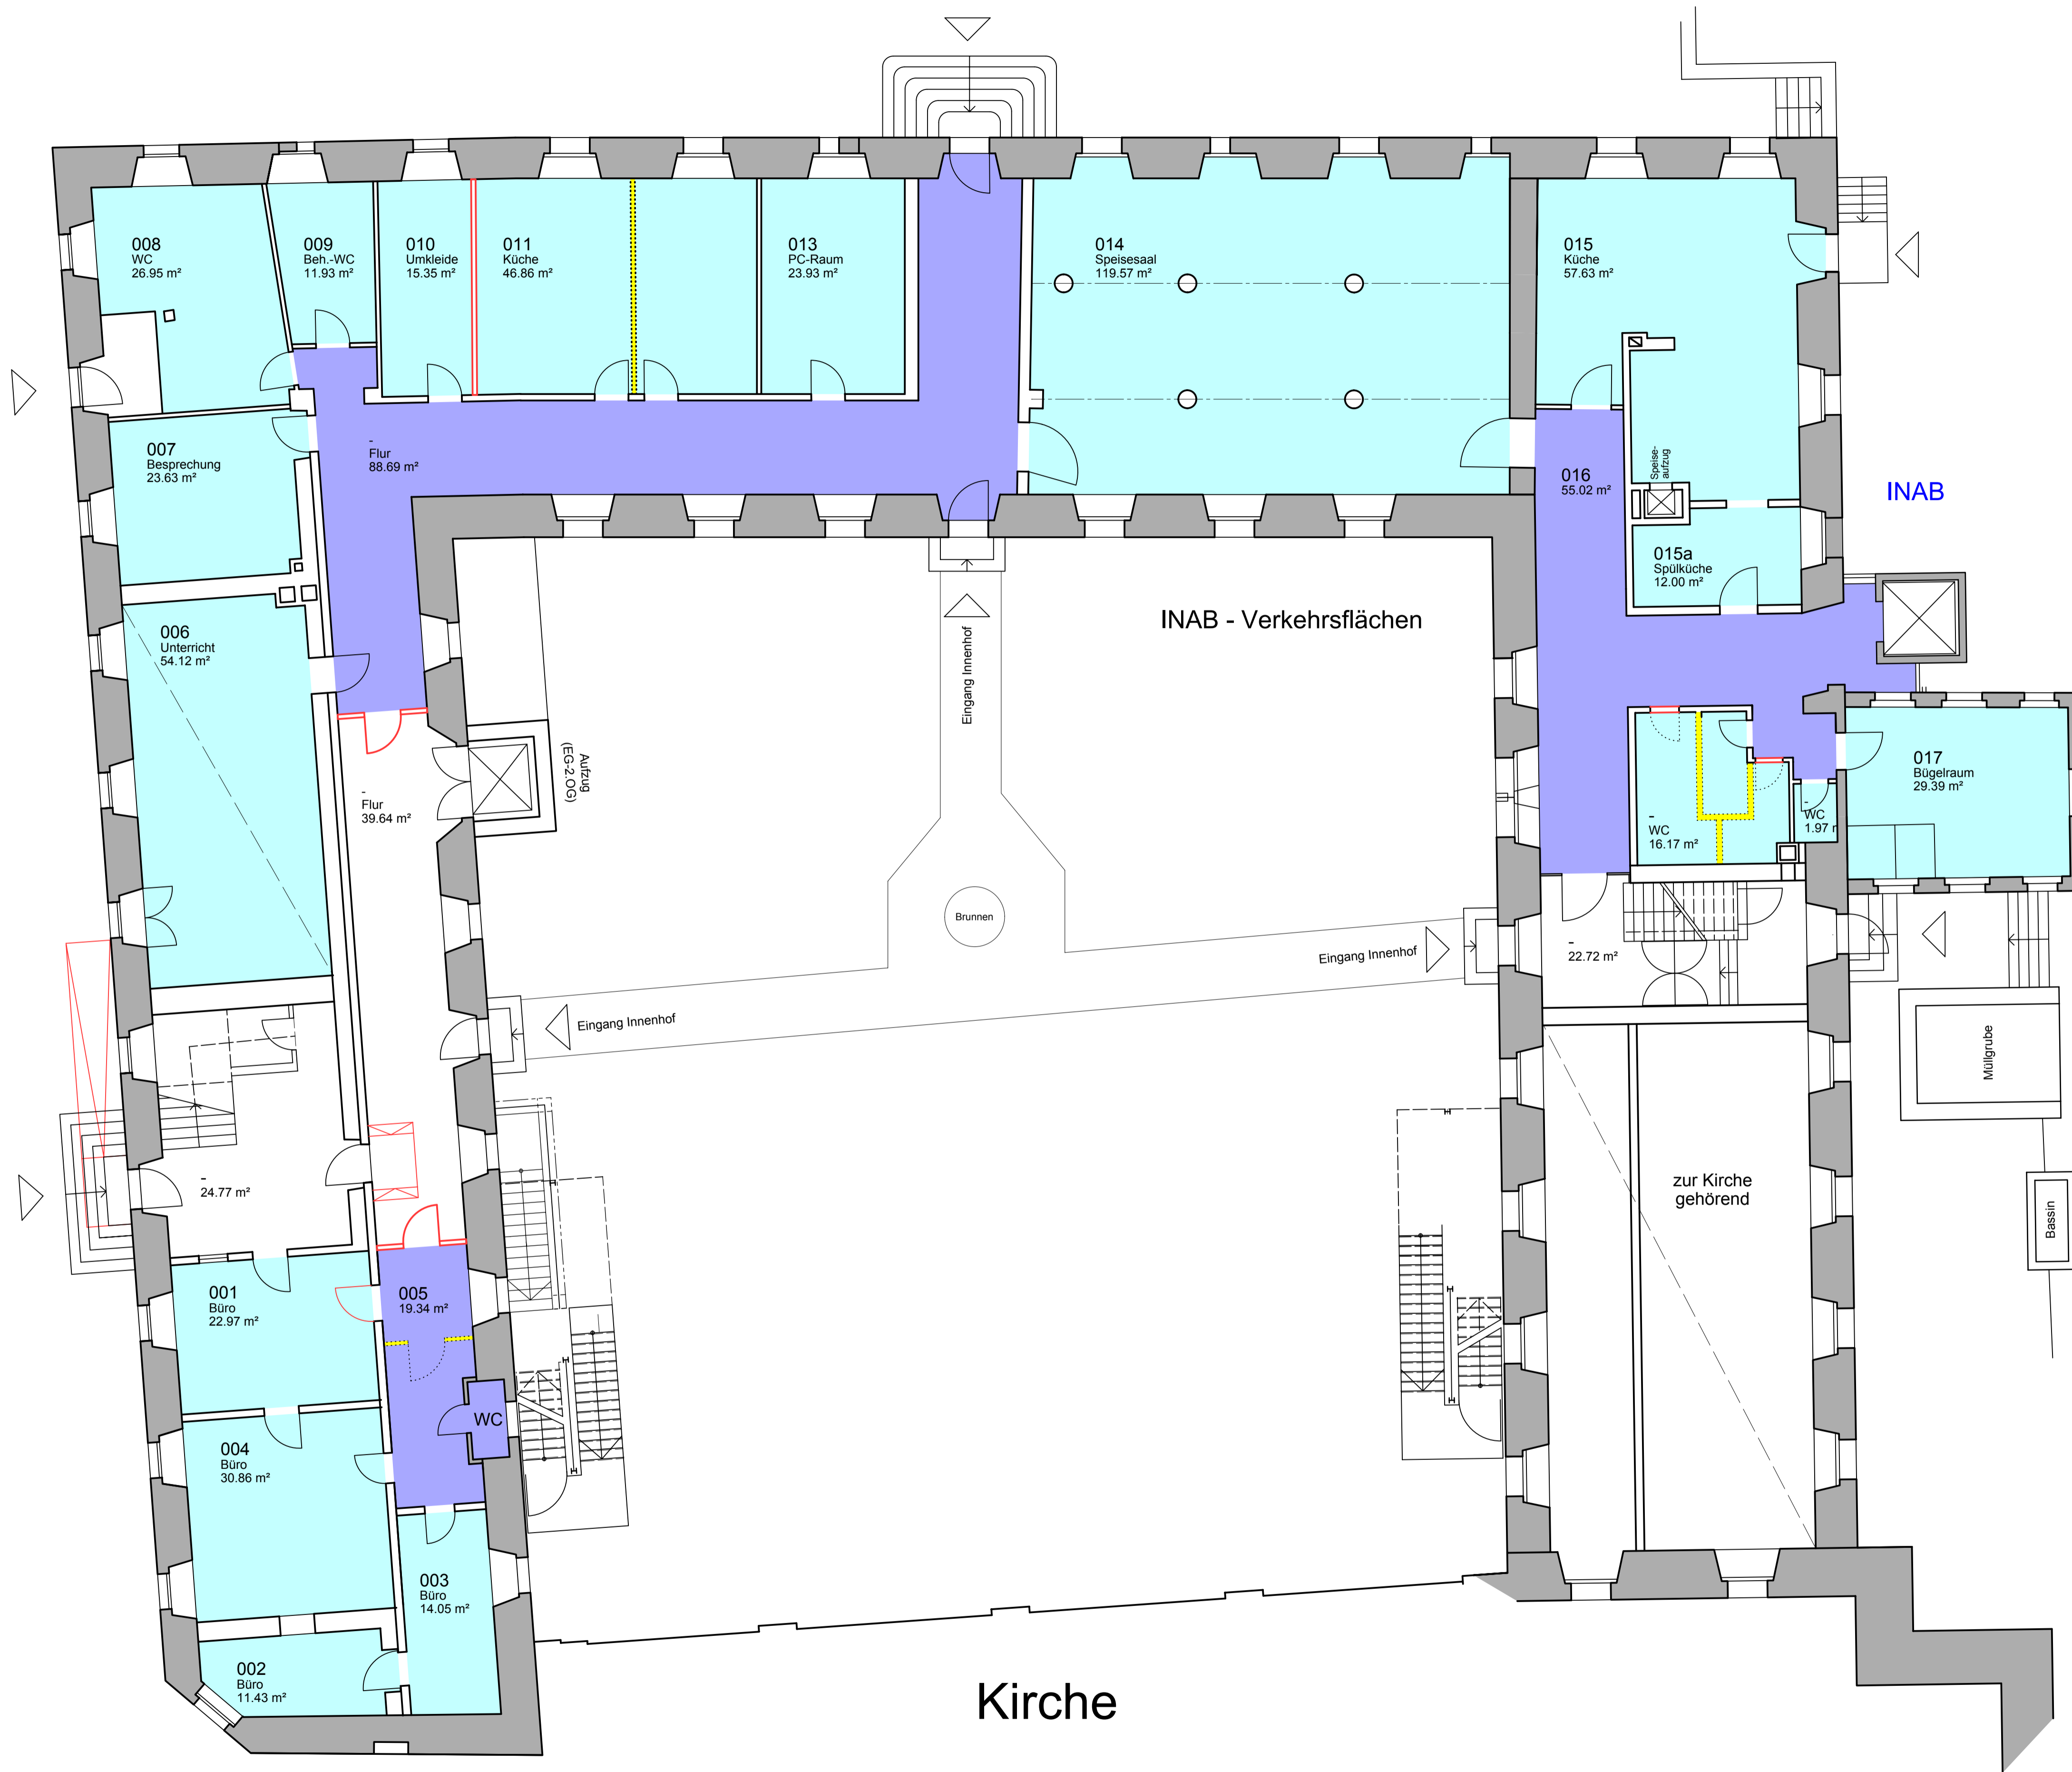 008
WC
26.95 m²
009
Beh.-WC
11.93 m²
010
Umkleide
15.35 m²
011
Küche
46.86 m²
013
PC-Raum
23.93 m²
014
Speisesaal
119.57 m²
015
Küche
57.63 m²
007
Besprechung
23.63 m²
-
Flur
88.69 m²
016
55.02 m²
Speise-
aufzug
INAB
015a
Spülküche
12.00 m²
006
Unterricht
54.12 m²
INAB - Verkehrsflächen
Eingang Innenhof
Aufzug
(EG-2.OG)
-
Flur
39.64 m²
017
Bügelraum
29.39 m²
-
WC
16.17 m²
-
WC
1.97 m
Brunnen
Eingang Innenhof
-
22.72 m²
Eingang Innenhof
Müllgrube
-
24.77 m²
zur Kirche
gehörend
Bassin
001
Büro
22.97 m²
005
19.34 m²
WC
004
Büro
30.86 m²
003
Büro
14.05 m²
002
Büro
11.43 m²
Kirche